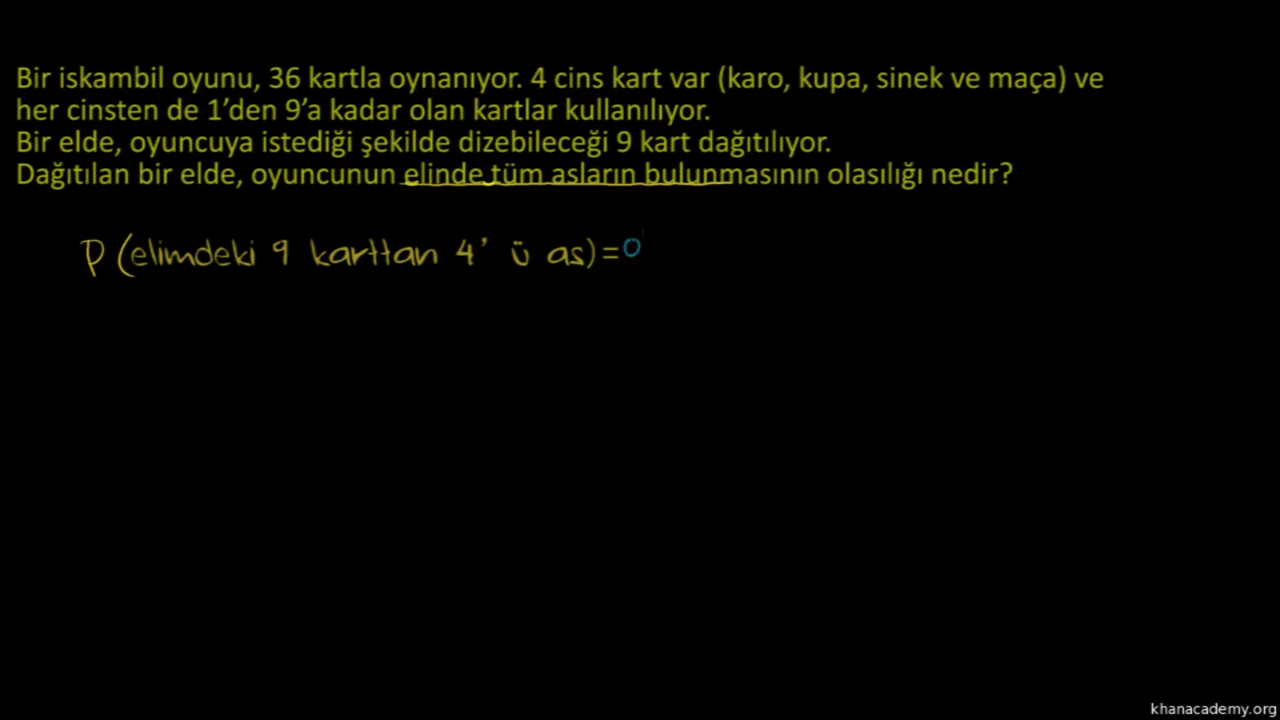 Bir iskambil oyunu, 36 kartla oynanıyor. 4 cins kart var (karo, kupa, sinek ve maça) ve
her cinsten de 1'den 9'a kadar olan kartlar kullanılıyor.
Bir elde, oyuncuya istediği şekilde dizebileceği 9 kart dağıtılıyor.
Dağıtılan bir elde, oyuncunun elinde tüm asların bulunmasının olasılığı nedir?
P (elimdeki 9 karttan 4' ü as)=0
khanacademy.org